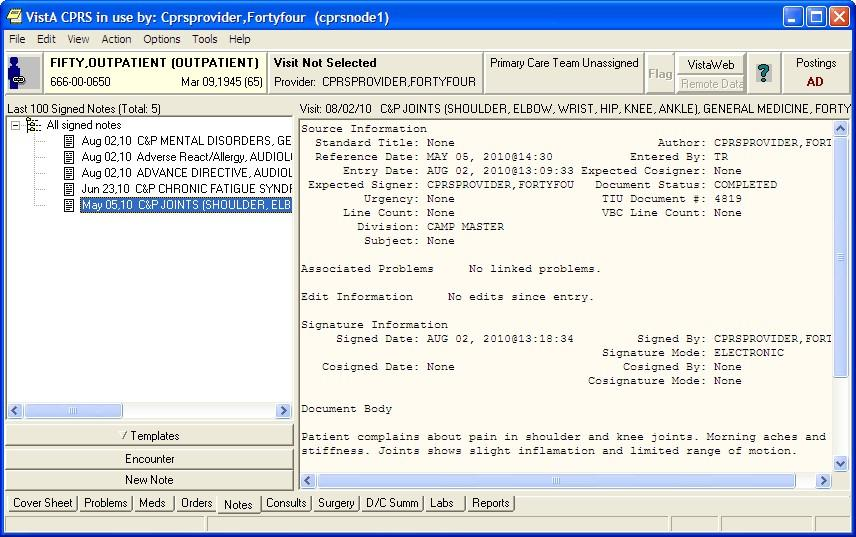 VistA CPRS in use by: Cprsprovider,Fortyfour (cprsnode1)
File Edit View Action Options Tools Help
FIFTY,OUTPATIENT (OUTPATIENT)
666-00-0650 Mar 09,1945 (65)
Visit Not Selected
Provider: CPRSPROVIDER,FORTYFOUR
Primary Care Team Unassigned
Flag
VistaWeb
Remote Data
?
Postings
AD
Last 100 Signed Notes (Total: 5)
All signed notes
Aug 02,10 C&P MENTAL DISORDERS, GE
Aug 02,10 Adverse React/Allergy, AUDIOL
Aug 02,10 ADVANCE DIRECTIVE, AUDIOL
Jun 23,10 C&P CHRONIC FATIGUE SYNDF
May 05,10 C&P JOINTS (SHOULDER, ELB
/ Templates
Encounter
New Note
Visit: 08/02/10 C&P JOINTS (SHOULDER, ELBOW, WRIST, HIP, KNEE, ANKLE), GENERAL MEDICINE, FORTY
Source Information
Standard Title: None Author: CPRSPROVIDER,FORT
Reference Date: MAY 05, 2010@14:30 Entered By: TR
Entry Date: AUG 02, 2010@13:09:33 Expected Cosigner: None
Expected Signer: CPRSPROVIDER,FORTYFOU Document Status: COMPLETED
Urgency: None TIU Document #: 4819
Line Count: None VBC Line Count: None
Division: CAMP MASTER
Subject: None
Associated Problems No linked problems.
Edit Information No edits since entry.
Signature Information
Signed Date: AUG 02, 2010@13:18:34 Signed By: CPRSPROVIDER,FORT
Signature Mode: ELECTRONIC
Cosigned Date: None Cosigned By: None
Cosignature Mode: None
Document Body
Patient complains about pain in shoulder and knee joints. Morning aches and
stiffness. Joints shows slight inflamation and limited range of motion.
Cover Sheet Problems Meds Orders Notes Consults Surgery D/C Summ Labs Reports